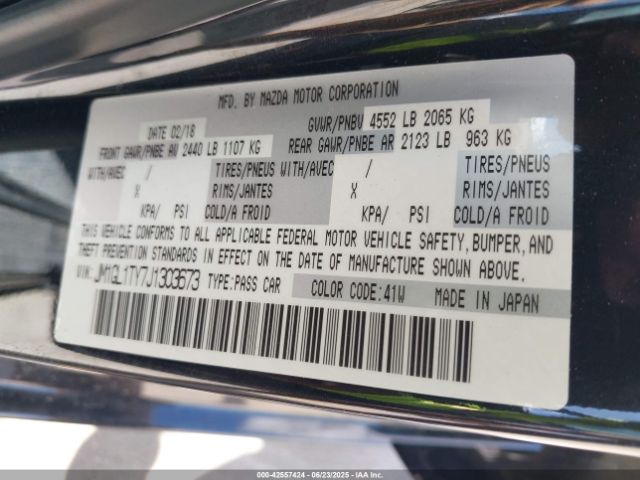 MFD. BY MAZDA MOTOR CORPORATION
DATE 02/18 GVWR/PNBV 4552 LB 2065 KG
FRONT GAWR/PNBE AV 2440 LB 1107 KG REAR GAWR/PNBE AR 2123 LB 963 KG
WITH/AVEC / TIRES/PNEUS WITH/AVEC / TIRES/PNEUS
X RIMS/JANTES X RIMS/JANTES
KPA/ PSI COLD/A FROID KPA/ PSI COLD/A FROID
THIS VEHICLE CONFORMS TO ALL APPLICABLE FEDERAL MOTOR VEHICLE SAFETY, BUMPER, AND
THEFT PREVENTION STANDARDS IN EFFECT ON THE DATE OF MANUFACTURE SHOWN ABOVE.
VIN: JM1GL1TY7J1303673 TYPE:PASS CAR COLOR CODE:41W MADE IN JAPAN
000-42557424 | 06/23/2025 - IAA Inc.